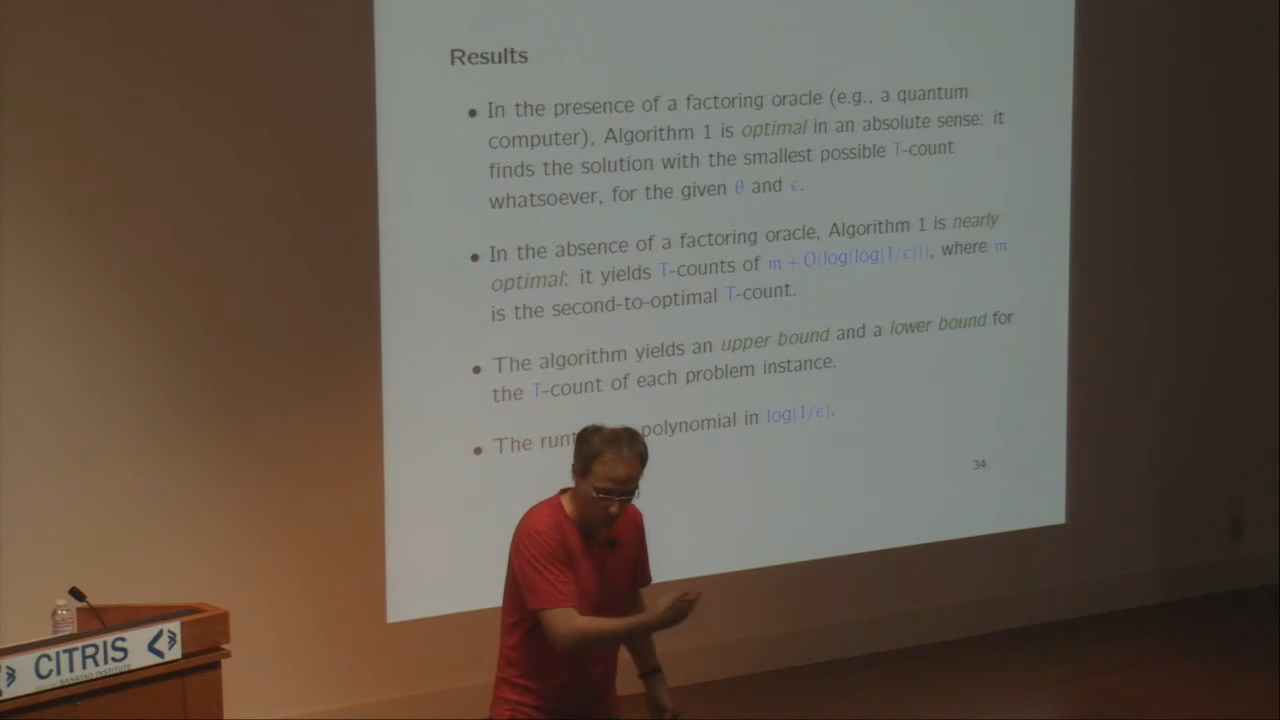 Results
• In the presence of a factoring oracle (e.g., a quantum
computer), Algorithm 1 is optimal in an absolute sense: it
finds the solution with the smallest possible T-count
whatsoever, for the given θ and ϵ.
• In the absence of a factoring oracle, Algorithm 1 is nearly
optimal: it yields T-counts of m + O(log(log(1/ϵ))), where m
is the second-to-optimal T-count.
• The algorithm yields an upper bound and a lower bound for
the T-count of each problem instance.
• The runt polynomial in log(1/ϵ).
34
CITRIS
BANATAO INSTITUTE